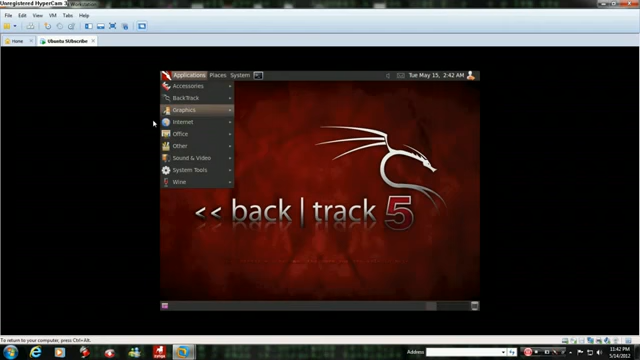 Unregistered HyperCam 3
Workstation
File Edit View VM Tabs Help
Home
Ubuntu SUbscribe
Applications Places System
Tue May 15, 2:42 AM
Accessories
BackTrack
Graphics
Internet
Office
Other
Sound & Video
System Tools
Wine
<< back | track 5
To return to your computer, press Ctrl+Alt.
Address
11:42 PM
5/14/2012